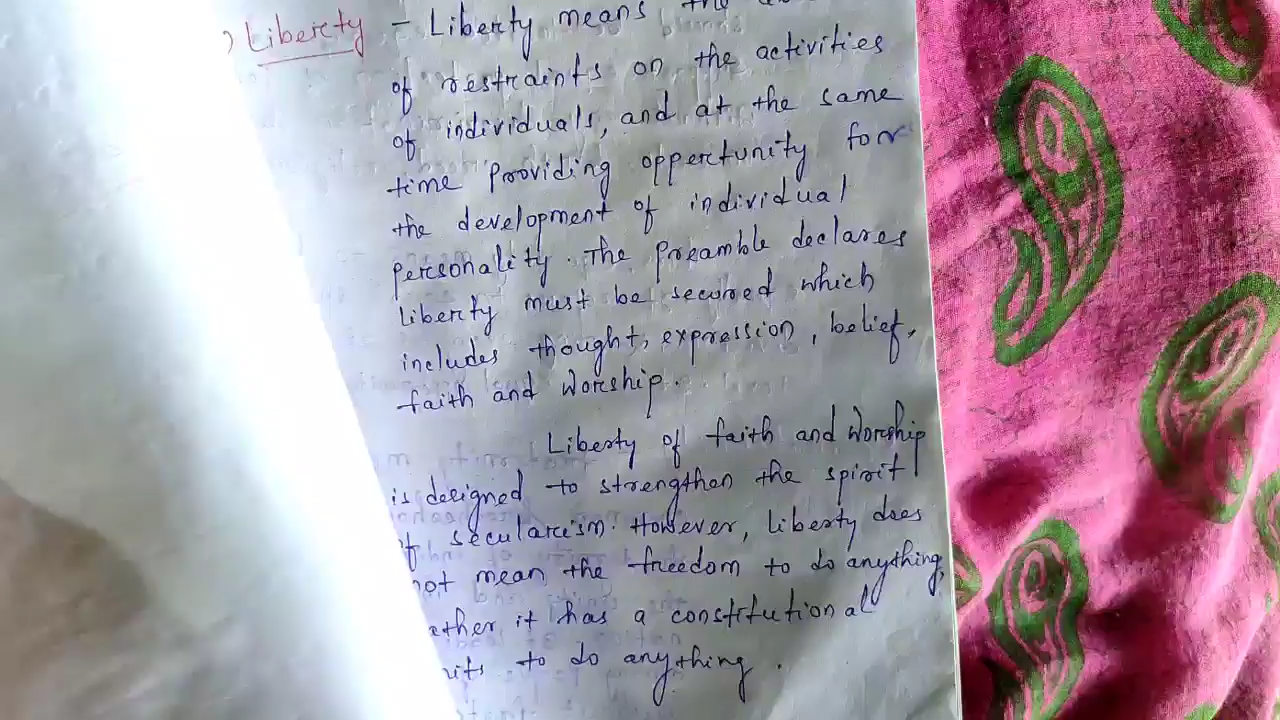 ) Liberty - Liberty means the
of restraints on the activities
of individuals, and at the same
time providing opportunity for
the development of individual
personality. The Preamble declares
liberty must be secured which
includes thought, expression, belief,
faith and worship.
Liberty of faith and Worship
is designed to strengthen the spirit
of secularism. However, liberty does
not mean the freedom to do anything,
it has a constitutional
to do anything.